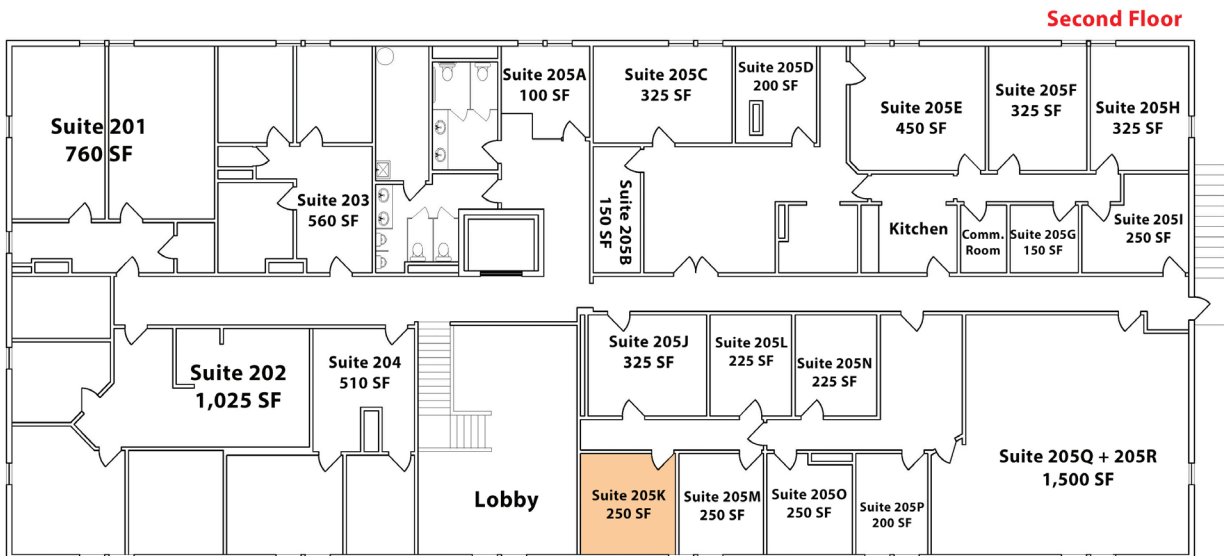 Second Floor
Suite 201
760 SF
Suite 203
560 SF
Suite 205A
100 SF
Suite 205B
150 SF
Suite 205C
325 SF
Suite 205D
200 SF
Suite 205E
450 SF
Suite 205F
325 SF
Suite 205H
325 SF
Kitchen
Comm.
Room
Suite 205G
150 SF
Suite 205I
250 SF
Suite 202
1,025 SF
Suite 204
510 SF
Lobby
Suite 205J
325 SF
Suite 205L
225 SF
Suite 205N
225 SF
Suite 205K
250 SF
Suite 205M
250 SF
Suite 205O
250 SF
Suite 205P
200 SF
Suite 205Q + 205R
1,500 SF